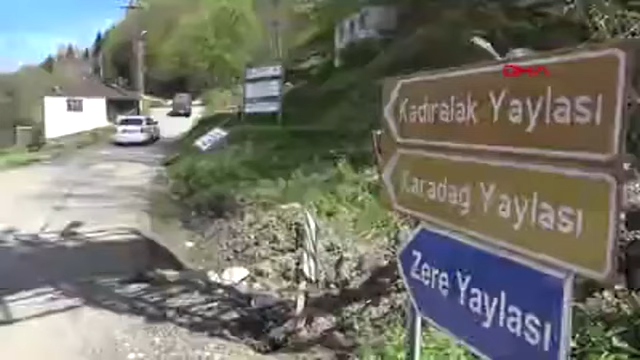 DHA
Kadıralak Yaylası
Karadağ Yaylası
Zere Yaylası